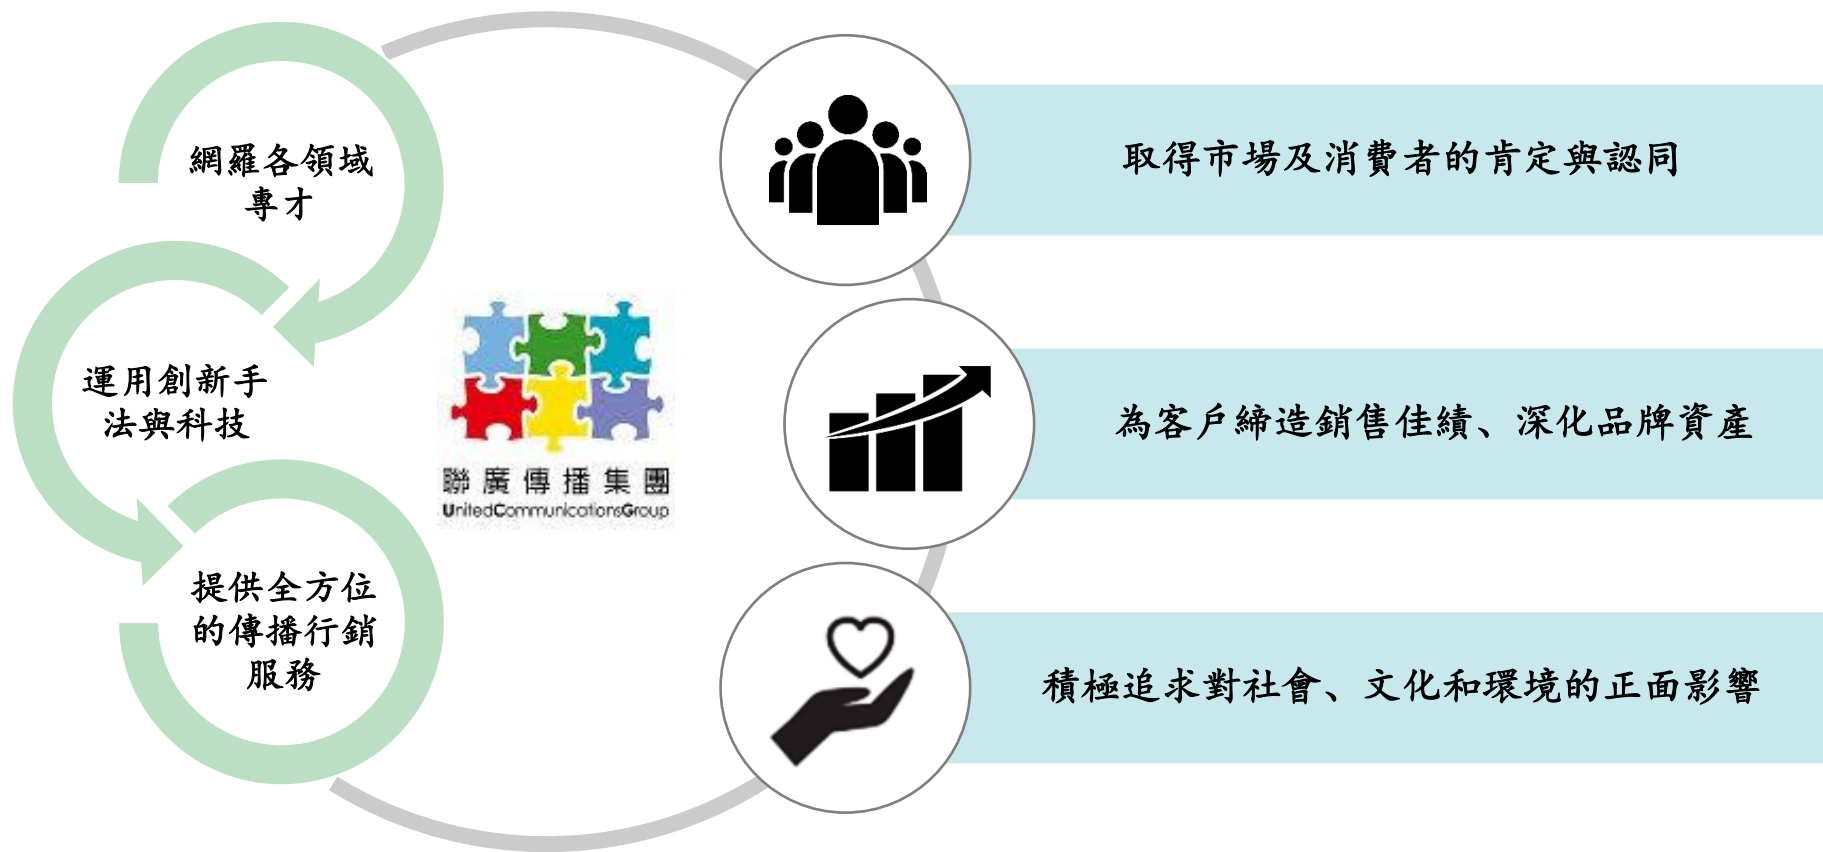 網羅各領域
專才
運用創新手
法與科技
提供全方位
的傳播行銷
服務
聯廣傳播集團
UnitedCommunicationsGroup
取得市場及消費者的肯定與認同
為客戶締造銷售佳績、深化品牌資產
積極追求對社會、文化和環境的正面影響